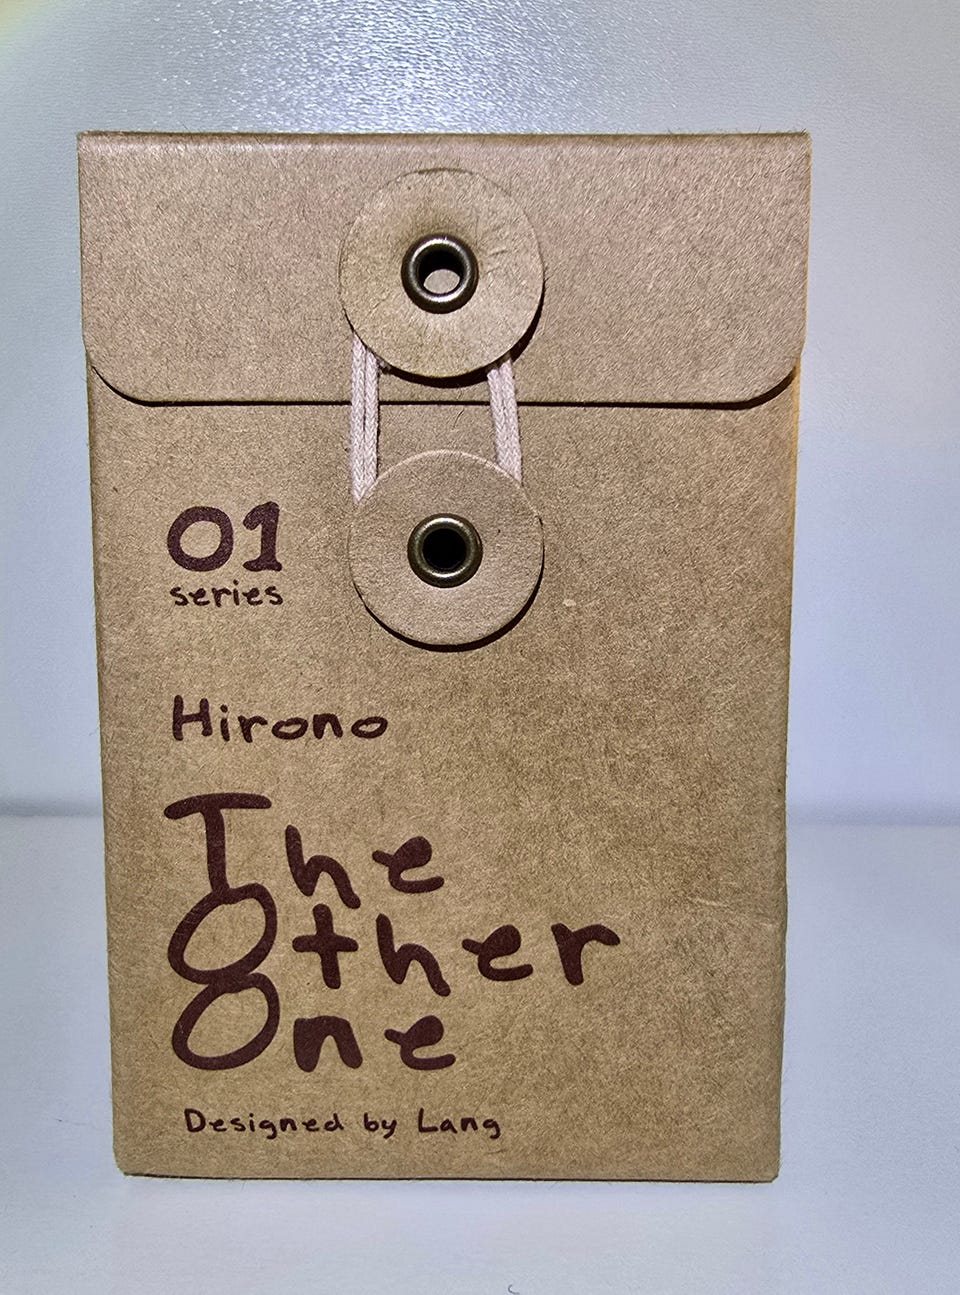 01
series
Hirono
The
Other
One
Designed by Lang